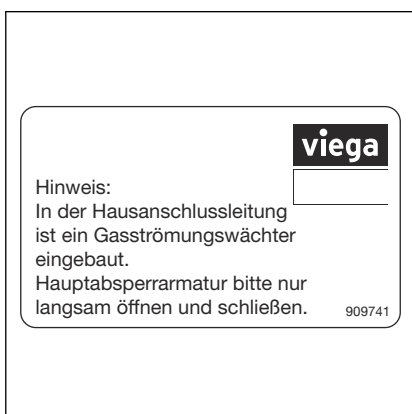 viega
Hinweis:
In der Hausanschlussleitung
ist ein Gasströmungswächter
eingebaut.
Hauptabsperrarmatur bitte nur
langsam öffnen und schließen.
909741